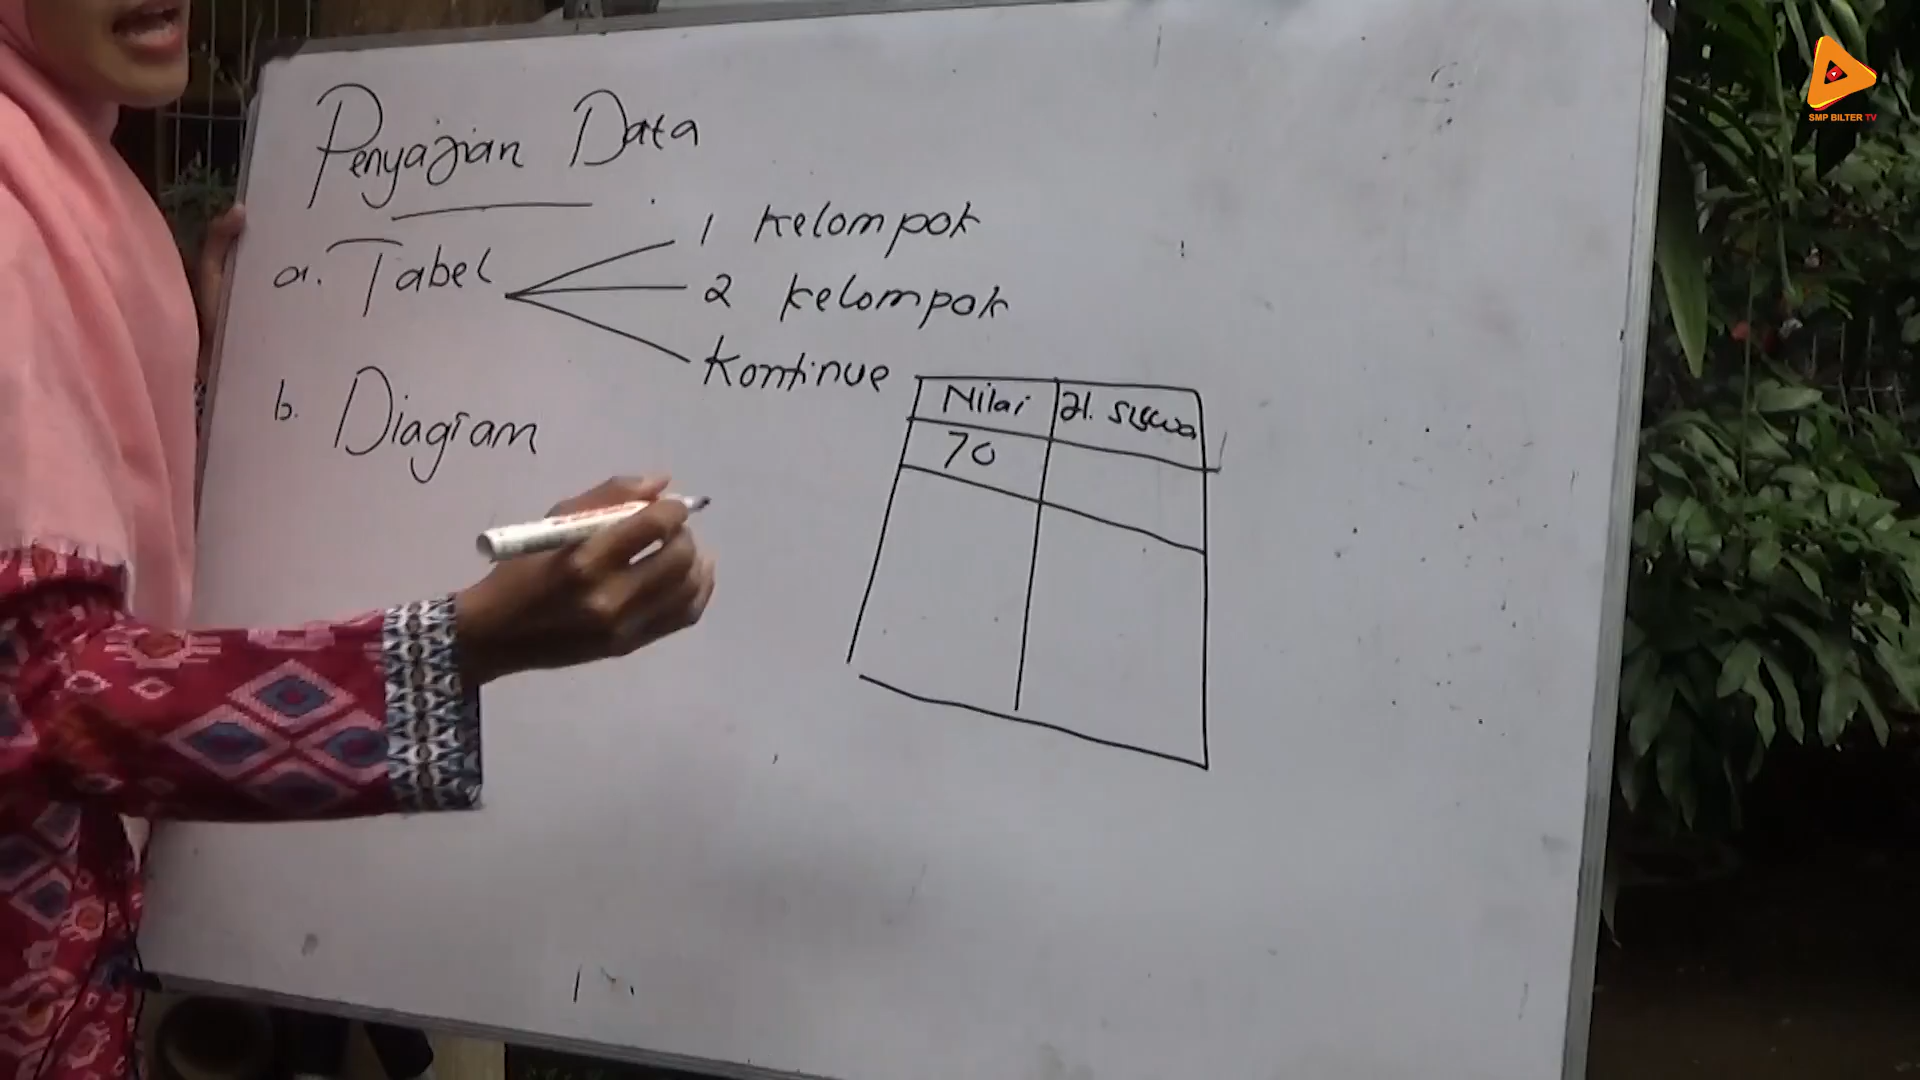 Penyajian Data
a. Tabel
1 Kelompok
2 Kelompok
Kontinue
b. Diagram
Nilai
Jl. siswa
70
SMP BILTER TV